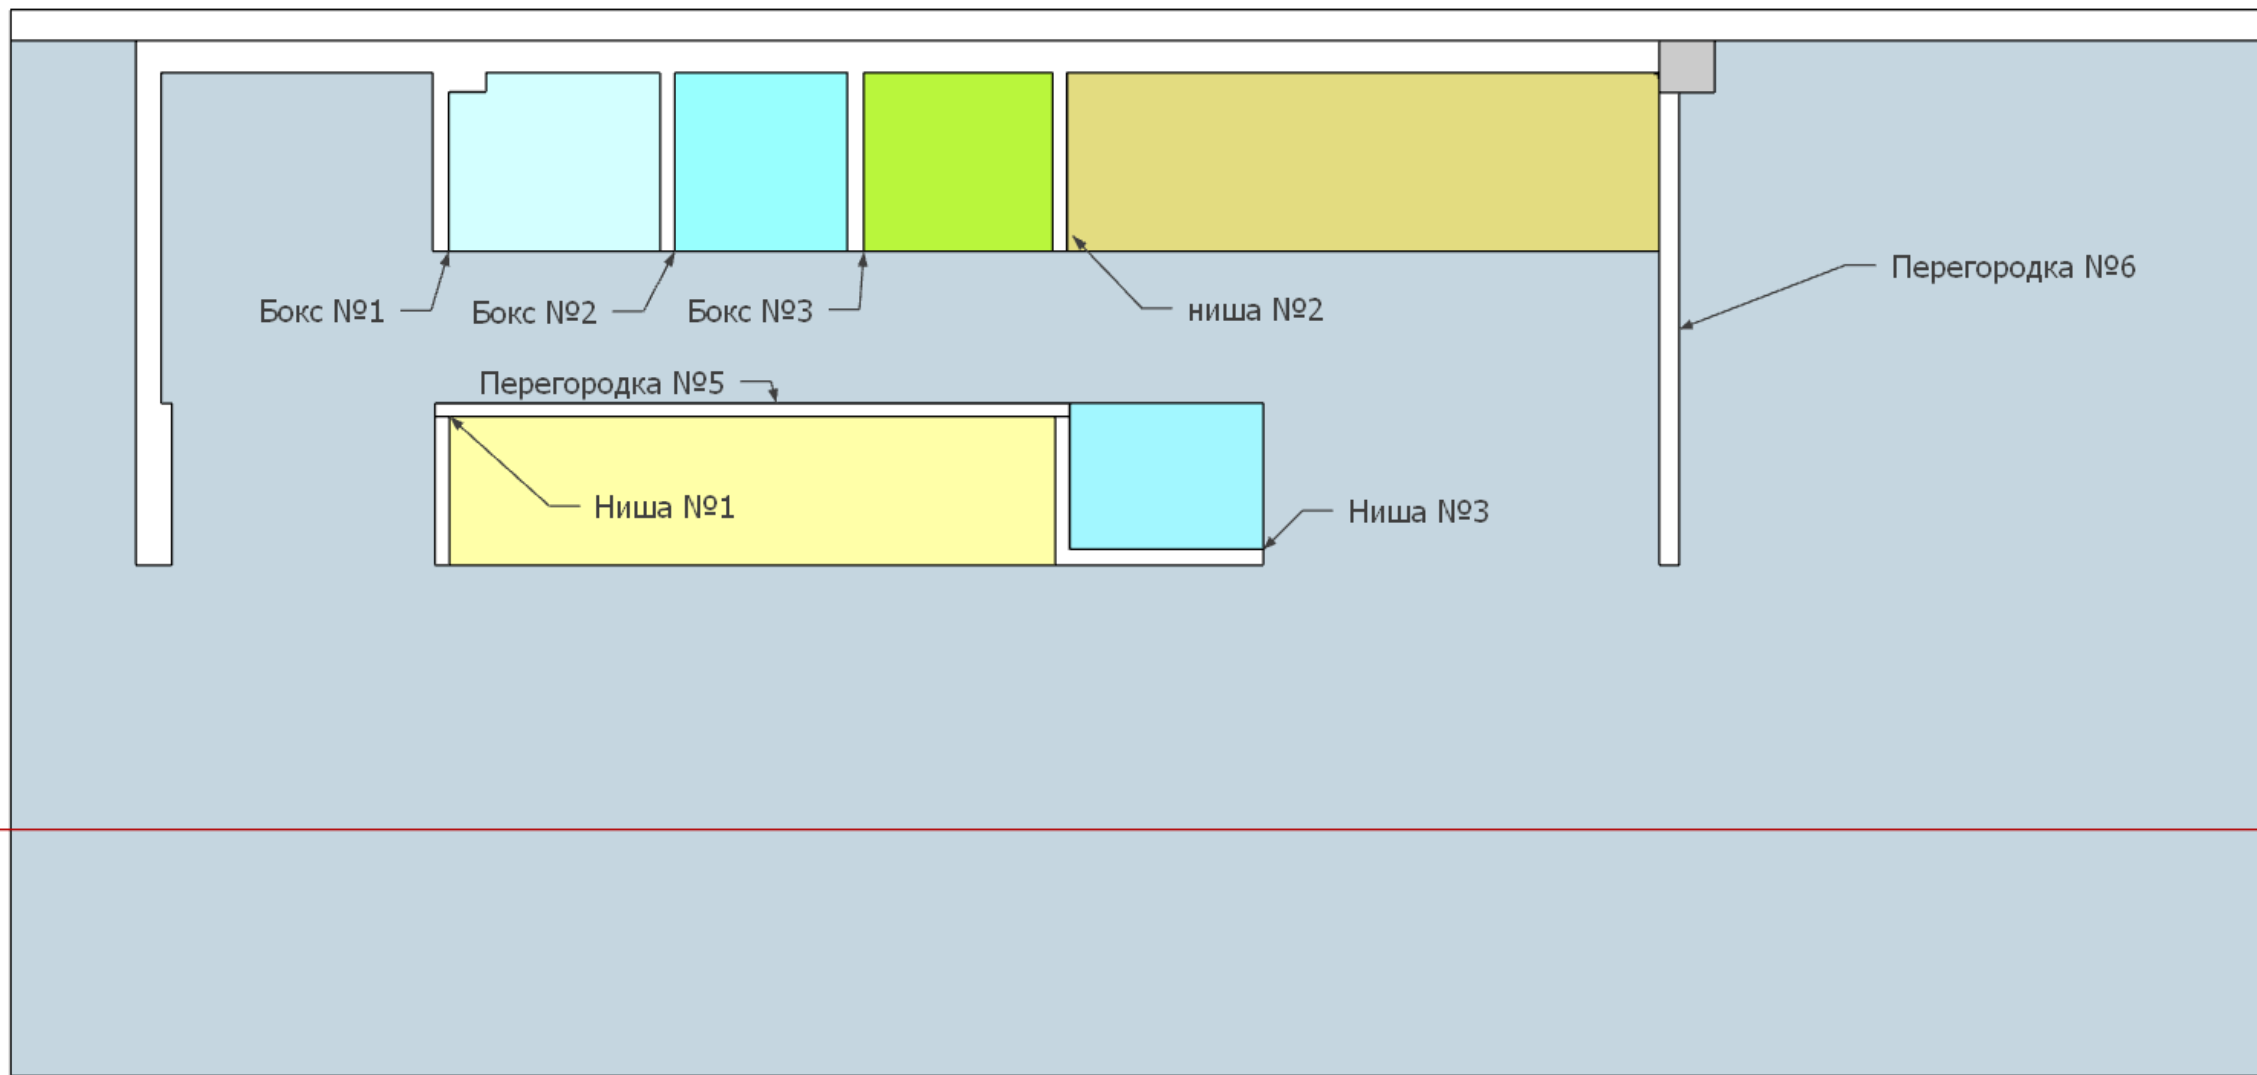 Перегородка №6
Бокс №1
Бокс №2
Бокс №3
ниша №2
Перегородка №5
Ниша №1
Ниша №3